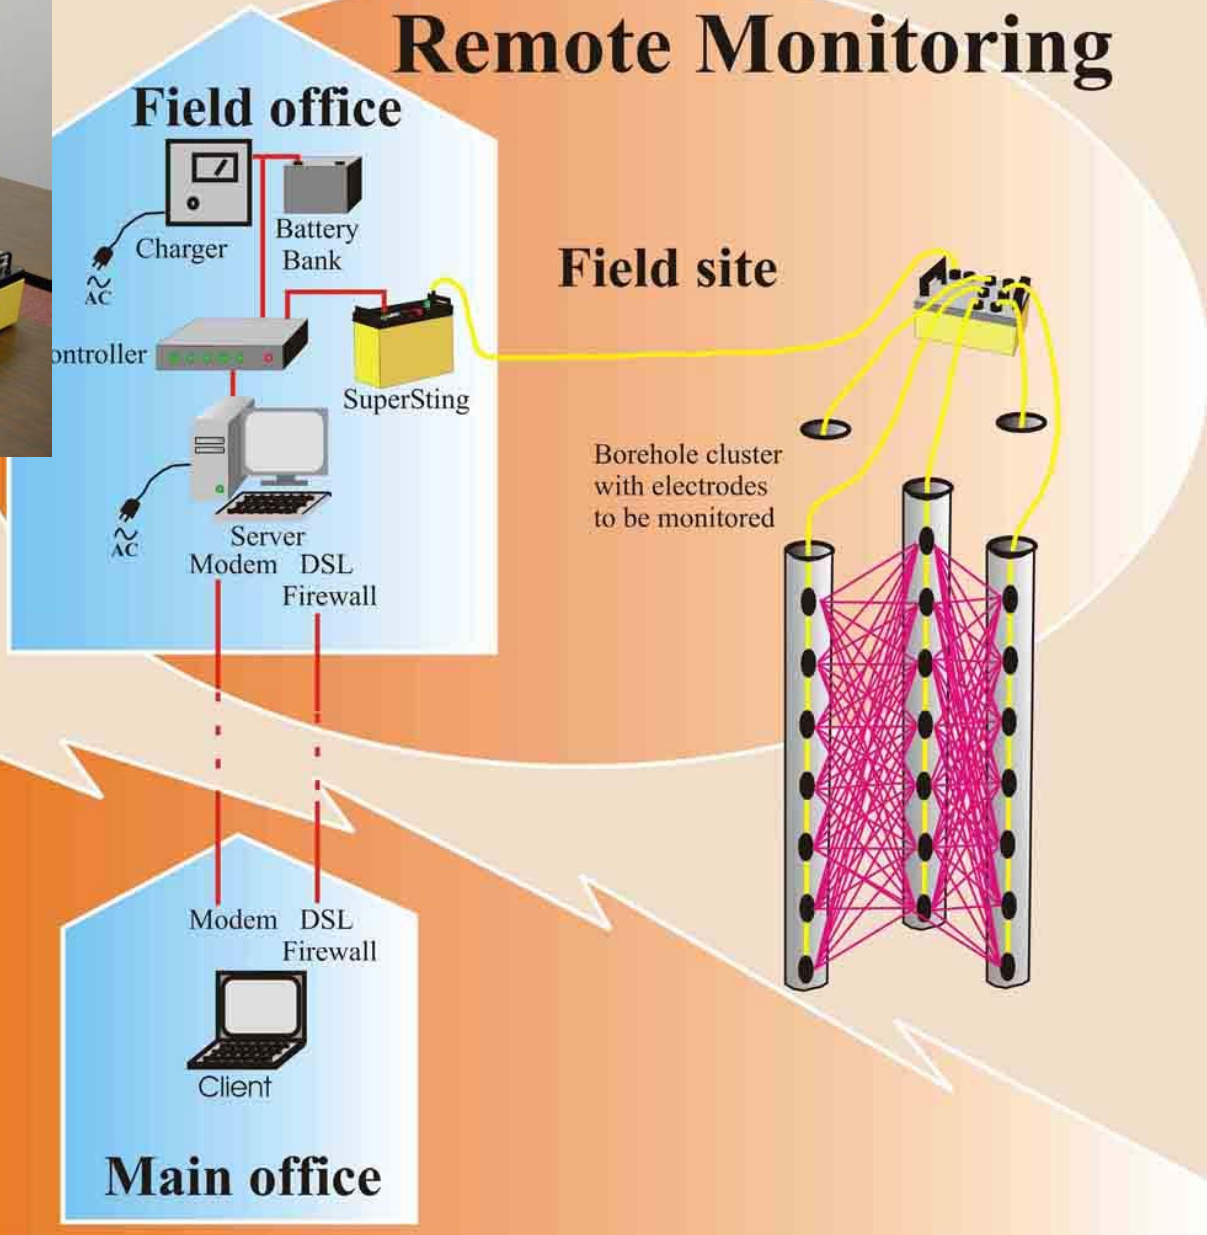 Remote Monitoring
Field office
Charger
Battery
Bank
AC
ontroller
SuperSting
Server
AC
Modem DSL
Firewall
Field site
Borehole cluster
with electrodes
to be monitored
Modem DSL
Firewall
Client
Main office